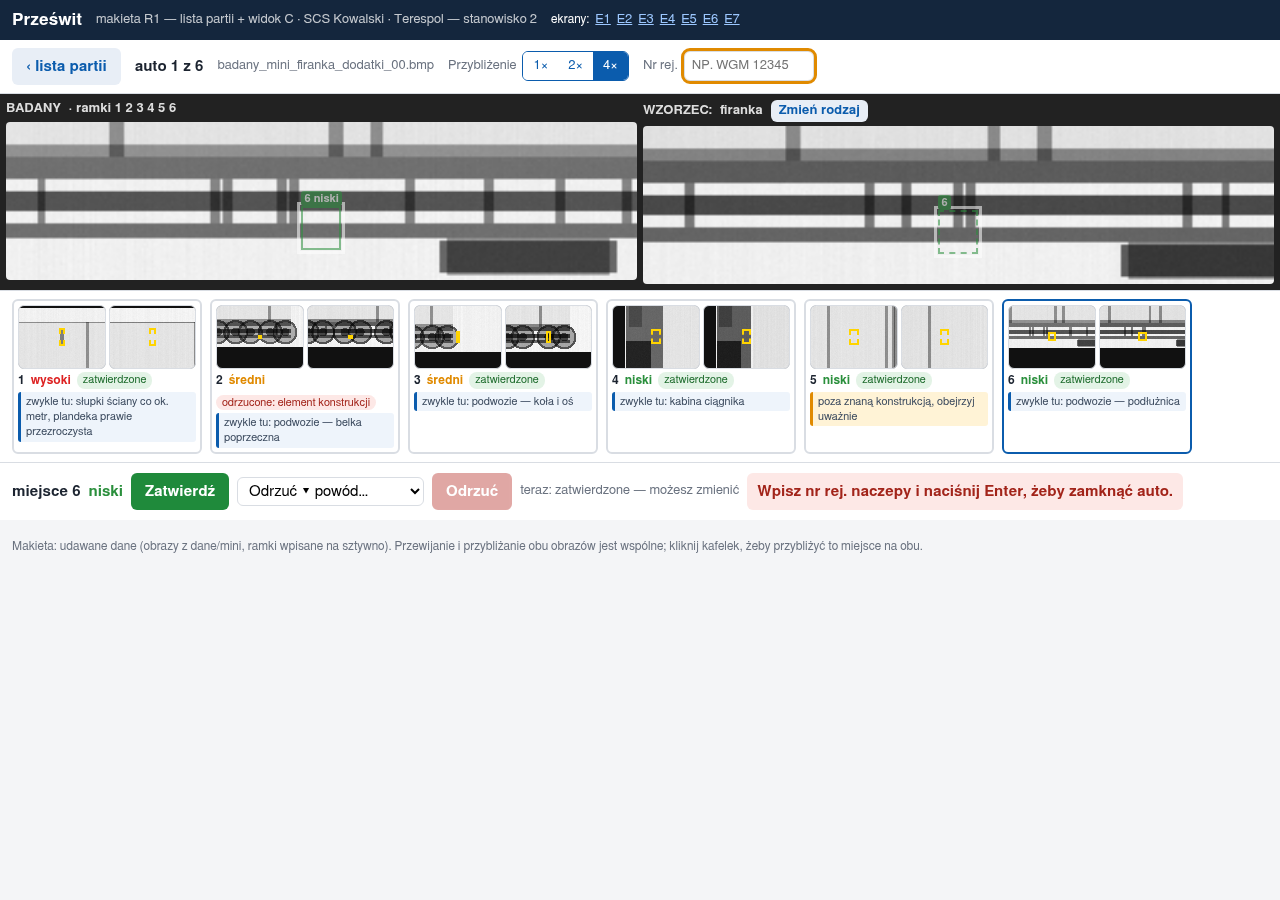 Prześwit makieta R1 — lista partii + widok C · SCS Kowalski · Terespol — stanowisko 2 ekrany: E1 E2 E3 E4 E5 E6 E7
‹ lista partii auto 1 z 6 badany_mini_firanka_dodatki_00.bmp Przybliżenie 1× 2× 4× Nr rej. NP. WGM 12345
BADANY · ramki 1 2 3 4 5 6
WZORZEC: firanka Zmień rodzaj
6 niski
6
1 wysoki zatwierdzone
zwykle tu: słupki ściany co ok.
metr, plandeka prawie
przezroczysta
2 średni
odrzucone: element konstrukcji
zwykle tu: podwozie — belka
poprzeczna
3 średni zatwierdzone
zwykle tu: podwozie — koła i oś
4 niski zatwierdzone
zwykle tu: kabina ciągnika
5 niski zatwierdzone
poza znaną konstrukcją, obejrzyj
uważnie
6 niski zatwierdzone
zwykle tu: podwozie — podłużnica
miejsce 6 niski Zatwierdź Odrzuć ▾ powód... Odrzuć teraz: zatwierdzone — możesz zmienić Wpisz nr rej. naczepy i naciśnij Enter, żeby zamknąć auto.
Makieta: udawane dane (obrazy z dane/mini, ramki wpisane na sztywno). Przewijanie i przybliżanie obu obrazów jest wspólne; kliknij kafelek, żeby przybliżyć to miejsce na obu.